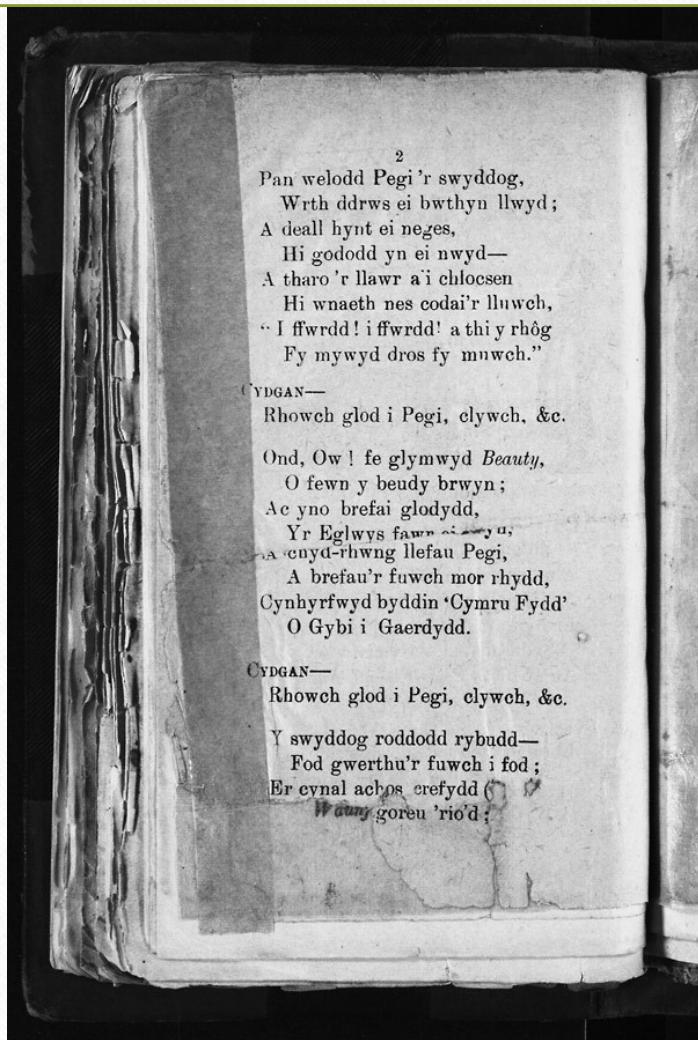 2
Pan welodd Pegi 'r swyddog,
Wrth ddrws ei bwthyn llwyd;
A deall hynt ei neges,
Hi gododd yn ei nwyd—
A tharo 'r llawr a'i chlocsen
Hi wnaeth nes codai'r llnwch,
“ I ffwrdd! i ffwrdd! a thi y rhôg
Fy mywyd dros fy muwch.”
CYDGAN—
Rhowch glod i Pegi, clywch, &c.
Ond, Ow! fe glymwyd Beauty,
O fewn y beudy brwyn;
Ac yno brefai glodydd,
Yr Eglwys fawr
A cnyd-rhwng llefau Pegi,
A brefau'r fuwch mor rhydd,
Cynhyrfwyd byddin ‘Cymru Fydd’
O Gybi i Gaerdydd.
CYDGAN—
Rhowch glod i Pegi, clywch, &c.
Y swyddog roddodd rybudd—
Fod gwerthu'r fuwch i fod;
Er cynal achos crefydd
goreu 'rio'd;